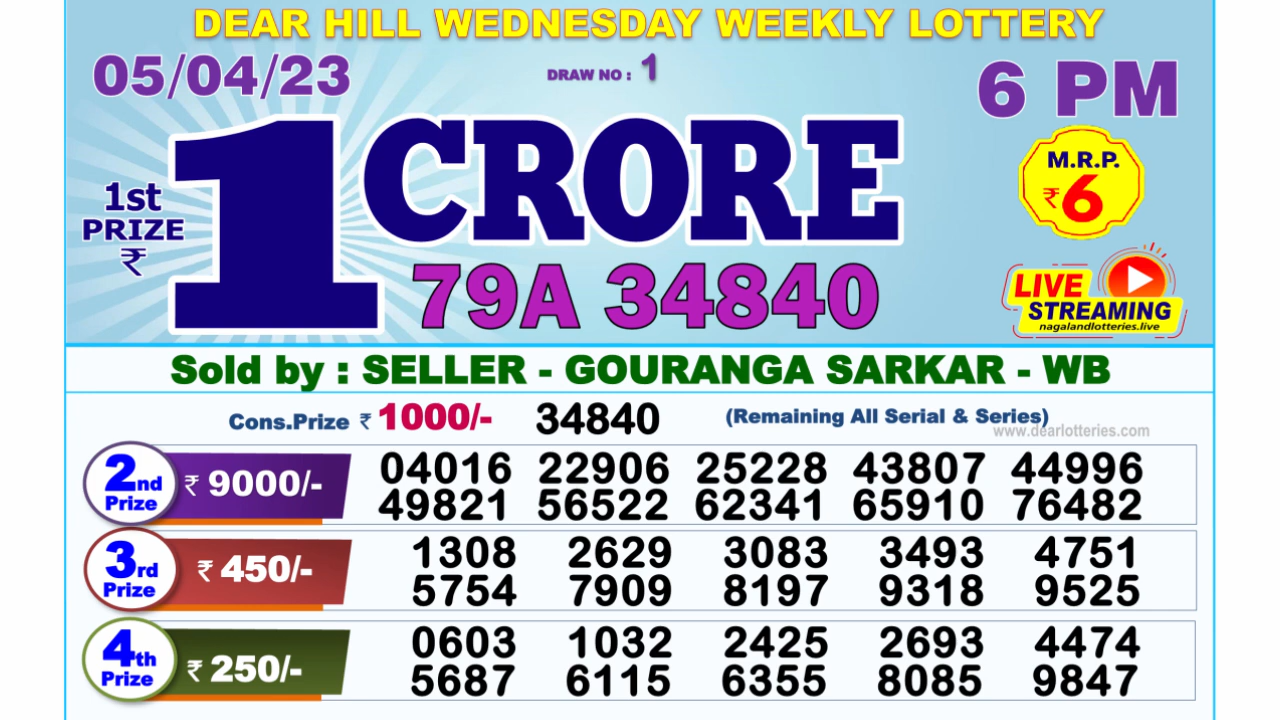 DEAR HILL WEDNESDAY WEEKLY LOTTERY
05/04/23 DRAW NO : 1 6 PM
1st PRIZE ₹ 1 CRORE
M.R.P. ₹6
79A 34840
LIVE STREAMING
nagalandlotteries.live
Sold by : SELLER - GOURANGA SARKAR - WB
Cons.Prize ₹ 1000/- 34840 (Remaining All Serial & Series)
www.dearlotteries.com
2nd Prize ₹ 9000/-
04016 22906 25228 43807 44996
49821 56522 62341 65910 76482
3rd Prize ₹ 450/-
1308 2629 3083 3493 4751
5754 7909 8197 9318 9525
4th Prize ₹ 250/-
0603 1032 2425 2693 4474
5687 6115 6355 8085 9847